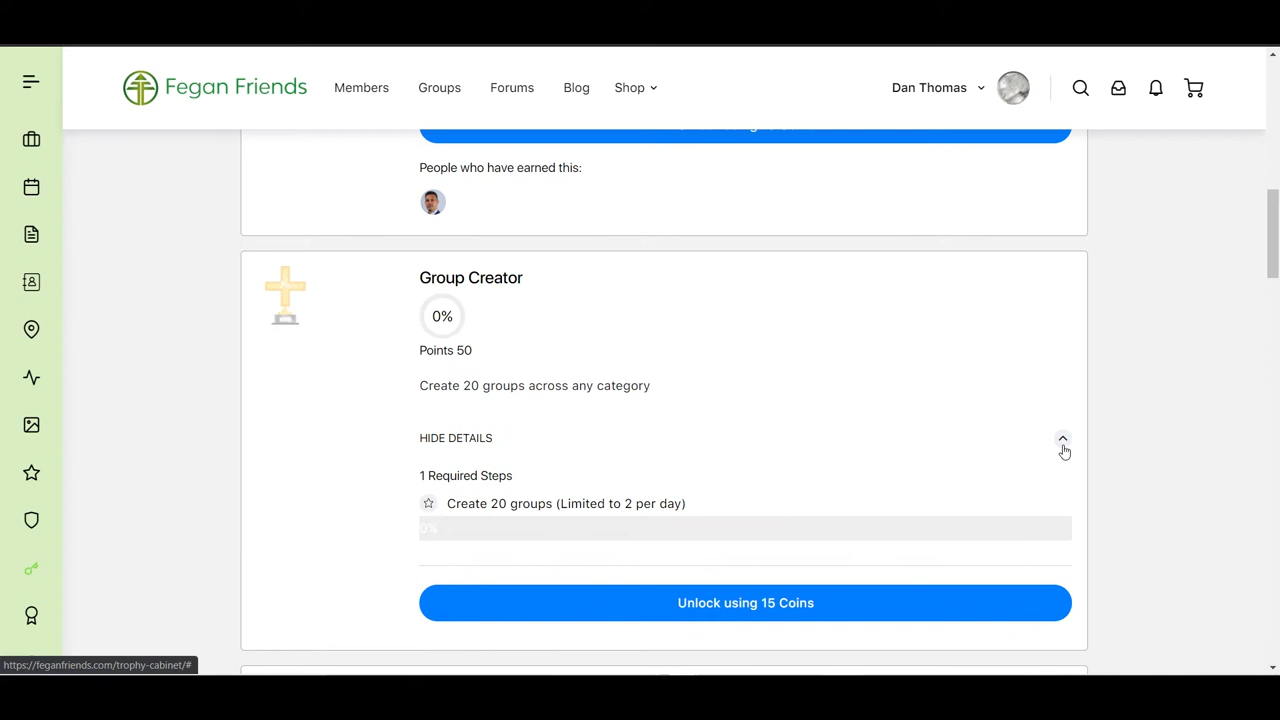 Fegan Friends
Members
Groups
Forums
Blog
Shop
Dan Thomas
People who have earned this:
Group Creator
0%
Points 50
Create 20 groups across any category
HIDE DETAILS
1 Required Steps
Create 20 groups (Limited to 2 per day)
0%
Unlock using 15 Coins
https://feganfriends.com/trophy-cabinet/#